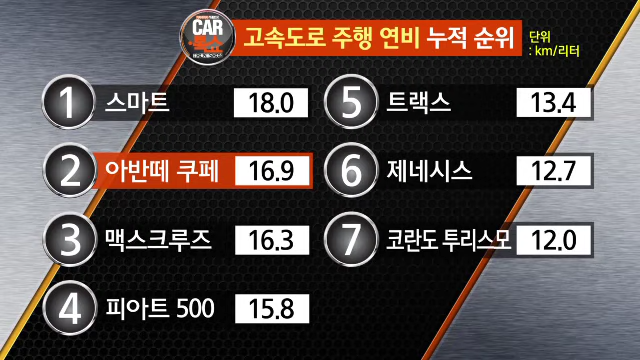 CAR
톡쇼
고속도로 주행 연비 누적 순위
단위
: km/리터
1 스마트 18.0
2 아반떼 쿠페 16.9
3 맥스크루즈 16.3
4 피아트 500 15.8
5 트랙스 13.4
6 제네시스 12.7
7 코란도 투리스모 12.0